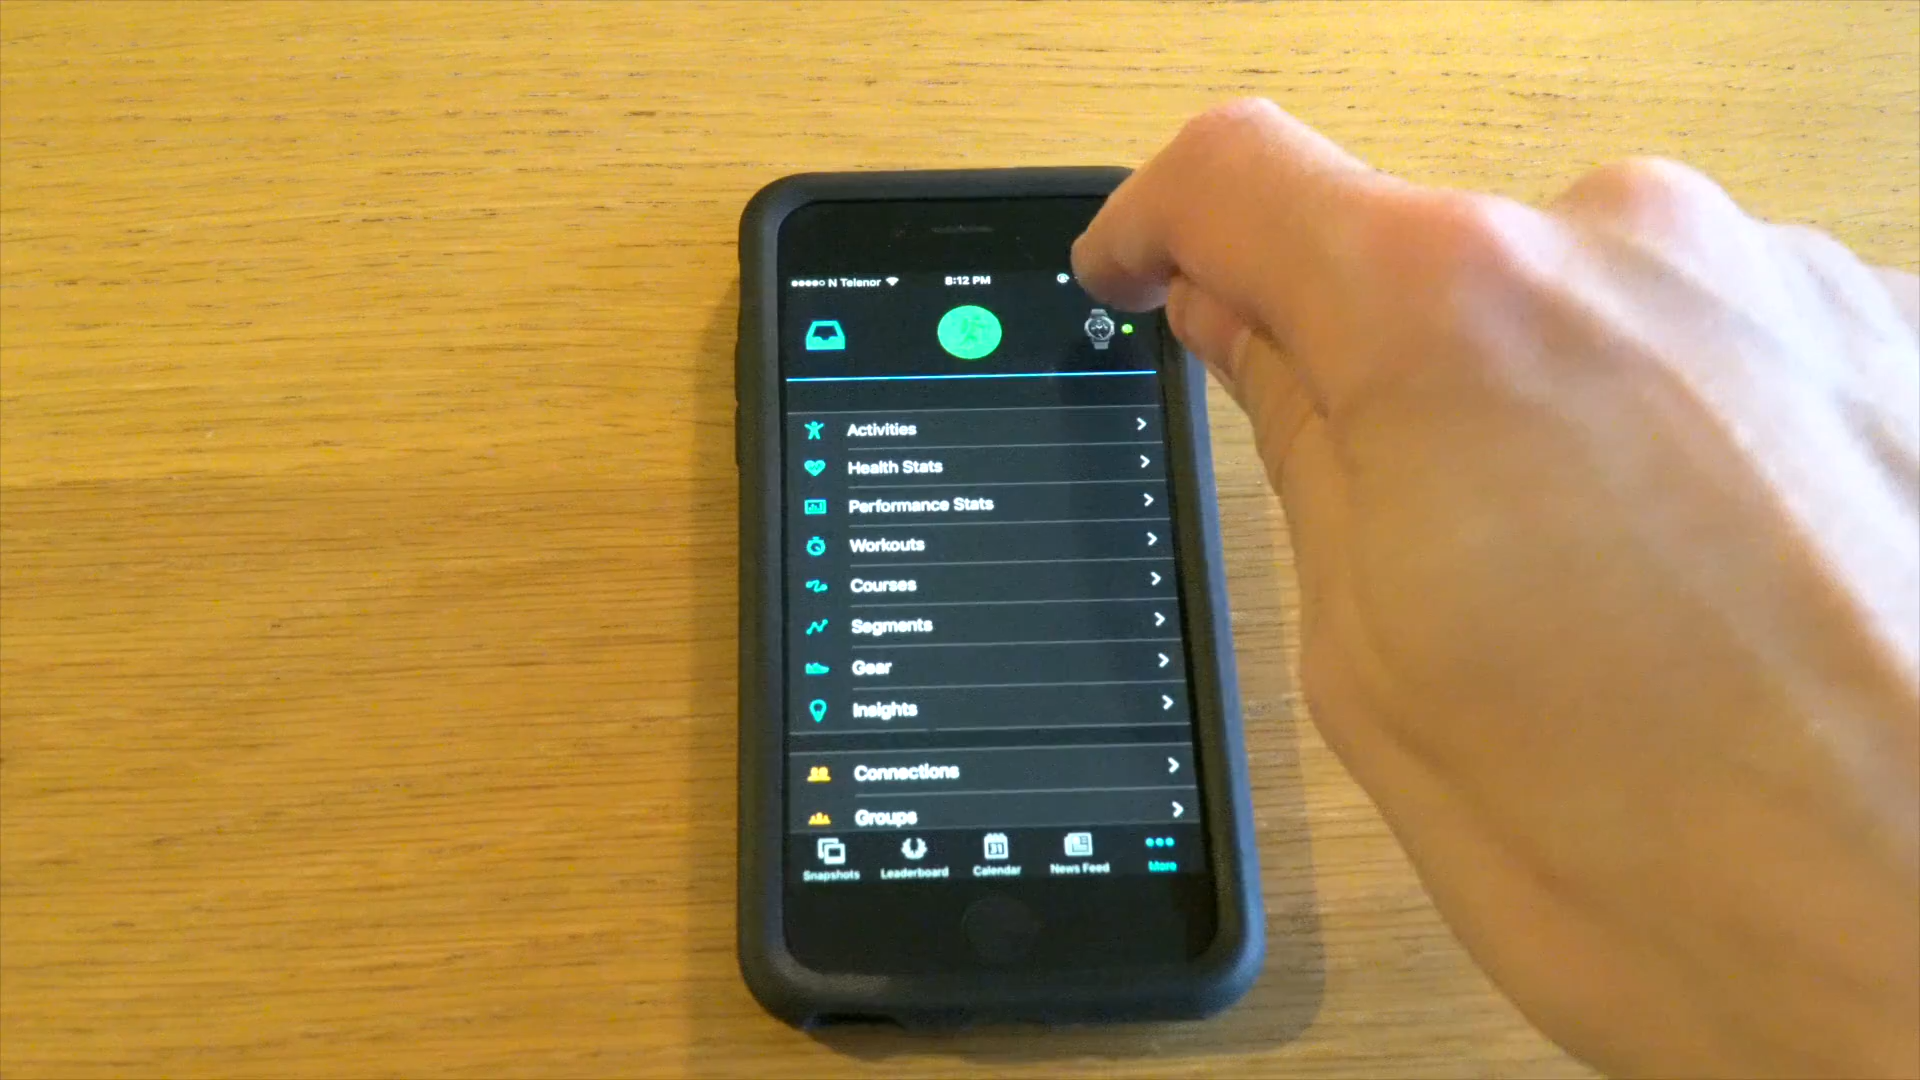 N Telenor 8:12 PM
Activities
Health Stats
Performance Stats
Workouts
Courses
Segments
Gear
Insights
Connections
Groups
31
Snapshots Leaderboard Calendar News Feed More